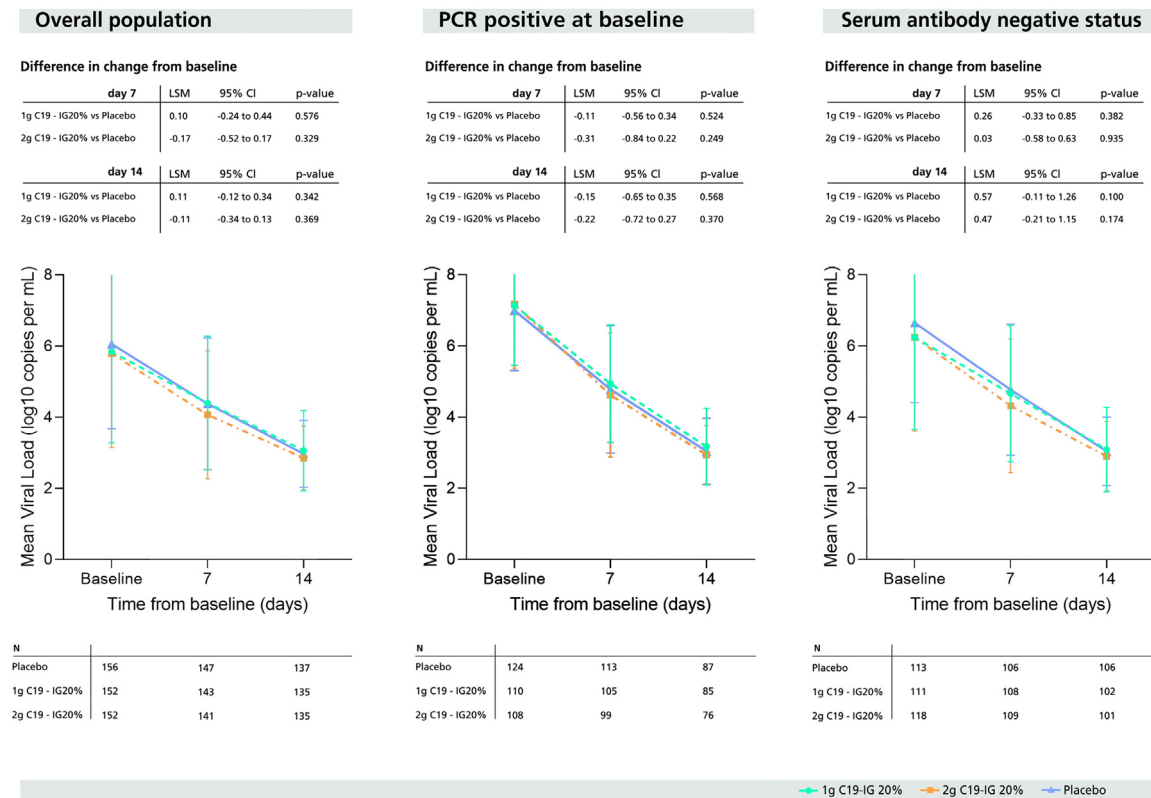 Overall population
Difference in change from baseline
day 7 LSM 95% CI p-value
1g C19 - IG20% vs Placebo 0.10 -0.24 to 0.44 0.576
2g C19 - IG20% vs Placebo -0.17 -0.52 to 0.17 0.329
day 14 LSM 95% CI p-value
1g C19 - IG20% vs Placebo 0.11 -0.12 to 0.34 0.342
2g C19 - IG20% vs Placebo -0.11 -0.34 to 0.13 0.369
Mean Viral Load (log10 copies per mL)
8
6
4
2
0
Baseline 7 14
Time from baseline (days)
N
Placebo 156 147 137
1g C19 - IG20% 152 143 135
2g C19 - IG20% 152 141 135
PCR positive at baseline
Difference in change from baseline
day 7 LSM 95% CI p-value
1g C19 - IG20% vs Placebo -0.11 -0.56 to 0.34 0.524
2g C19 - IG20% vs Placebo -0.31 -0.84 to 0.22 0.249
day 14 LSM 95% CI p-value
1g C19 - IG20% vs Placebo -0.15 -0.65 to 0.35 0.568
2g C19 - IG20% vs Placebo -0.22 -0.72 to 0.27 0.370
Mean Viral Load (log10 copies per mL)
8
6
4
2
0
Baseline 7 14
Time from baseline (days)
N
Placebo 124 113 87
1g C19 - IG20% 110 105 85
2g C19 - IG20% 108 99 76
Serum antibody negative status
Difference in change from baseline
day 7 LSM 95% CI p-value
1g C19 - IG20% vs Placebo 0.26 -0.33 to 0.85 0.382
2g C19 - IG20% vs Placebo 0.03 -0.58 to 0.63 0.935
day 14 LSM 95% CI p-value
1g C19 - IG20% vs Placebo 0.57 -0.11 to 1.26 0.100
2g C19 - IG20% vs Placebo 0.47 -0.21 to 1.15 0.174
Mean Viral Load (log10 copies per mL)
8
6
4
2
0
Baseline 7 14
Time from baseline (days)
N
Placebo 113 106 106
1g C19 - IG20% 111 108 102
2g C19 - IG20% 118 109 101
1g C19-IG 20% 2g C19-IG 20% Placebo